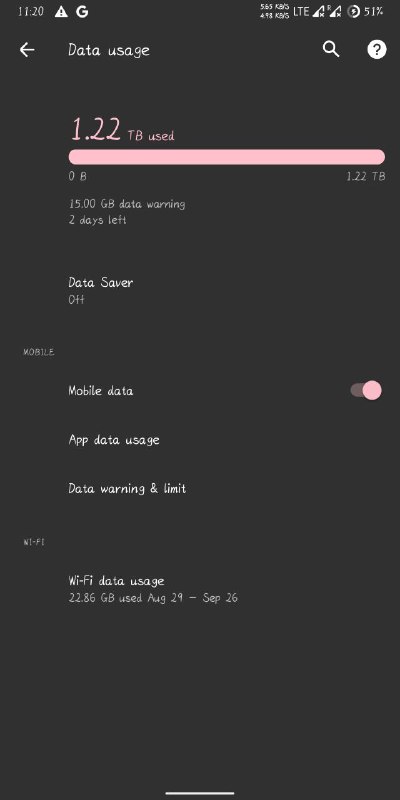 11:20
5.65 KB/S
4.98 KB/S
LTE
R
51%
Data usage
1.22 TB used
0 B
1.22 TB
15.00 GB data warning
2 days left
Data Saver
Off
MOBILE
Mobile data
App data usage
Data warning & limit
WI-FI
Wi-Fi data usage
22.86 GB used Aug 29 – Sep 26